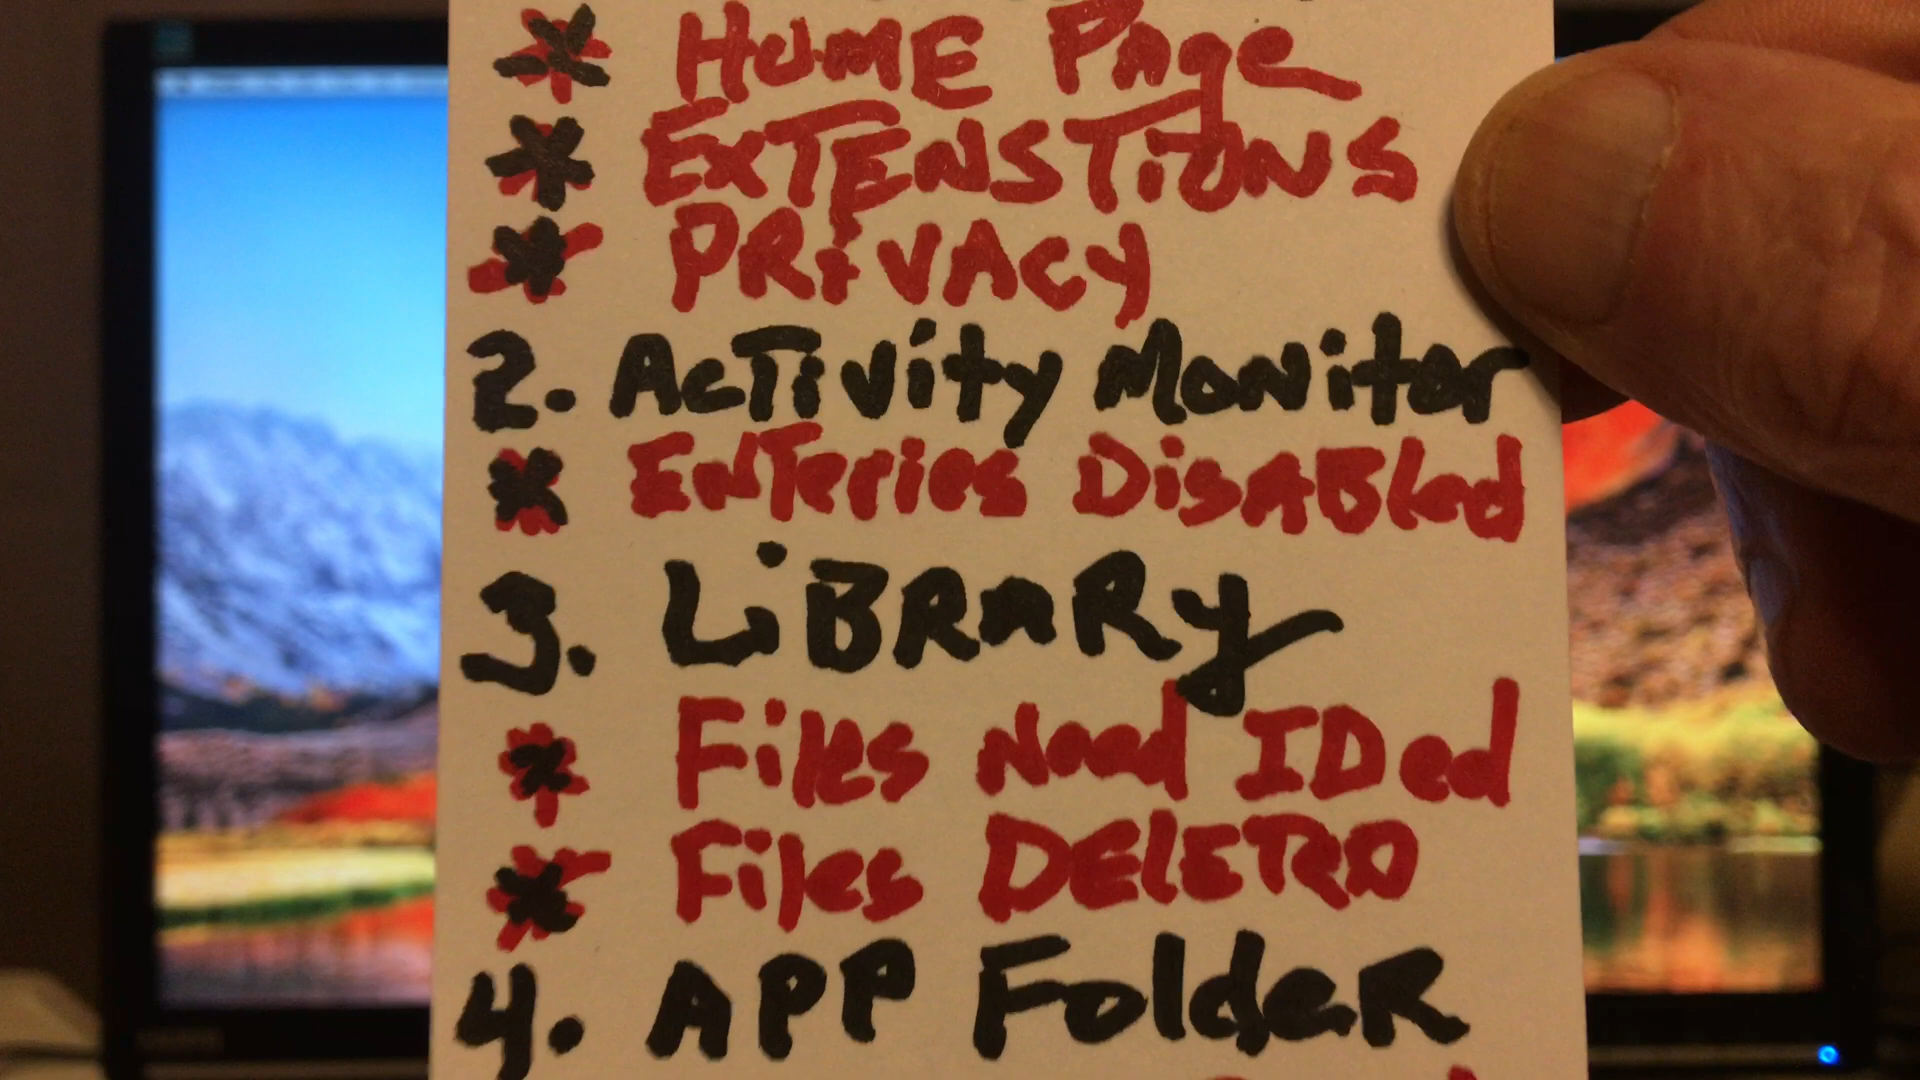 * HOME PAge
* EXTENSTIONS
* PRIVACY
2. ACTIVITY MONITOR
* ENTeries DISABled
3. LIBRARY
* Files Need IDed
* Files DELETED
4. APP FoldeR